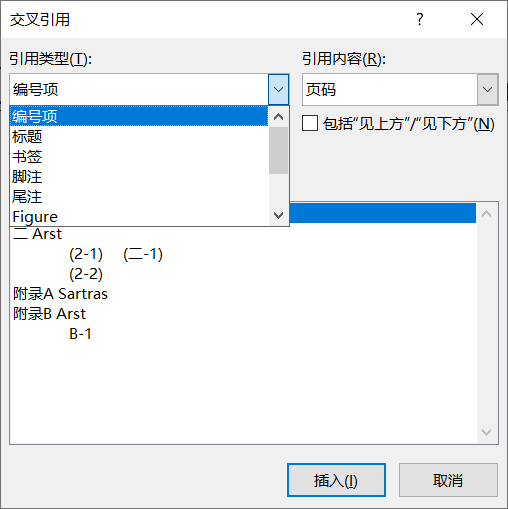 交叉引用
引用类型(T):
引用内容(R):
编号项
页码
编号项
标题
书签
脚注
尾注
Figure
包括“见上方”/“见下方”(N)
二 Arst
(2-1) (二-1)
(2-2)
附录A Sartras
附录B Arst
B-1
插入(I)
取消